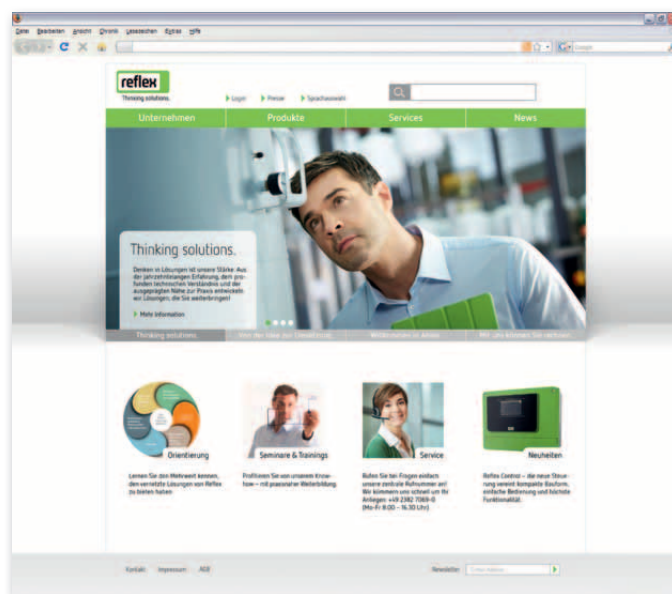 Datei Bearbeiten Ansicht Chronik Lesezeichen Extras Hilfe
Google
reflex
Thinking solutions.
Login Presse Sprachauswahl
Unternehmen Produkte Services News
Thinking solutions.
Denken in Lösungen ist unsere Stärke. Aus
der jahrzehntelangen Erfahrung, dem pro-
funden technischen Verständnis und der
ausgeprägten Nähe zur Praxis entwickeln
wir Lösungen, die Sie weiterbringen!
Mehr Information
Thinking solutions.
Orientierung Seminare & Trainings Service Neuheiten
Lernen Sie den Mehrwert kennen,
den vernetzte Lösungen von Reflex
zu bieten haben
Profitieren Sie von unserem Know-
how – mit praxisnaher Weiterbildung.
Rufen Sie bei Fragen einfach
unsere zentrale Rufnummer an!
Wir kümmern uns schnell um Ihr
Anliegen: +49 2382 7069-0
(Mo-Fr 8:00 – 16.30 Uhr)
Reflex Control – die neue Steue-
rung vereint kompakte Bauform,
einfache Bedienung und höchste
Funktionalität.
Kontakt Impressum AGB Newsletter